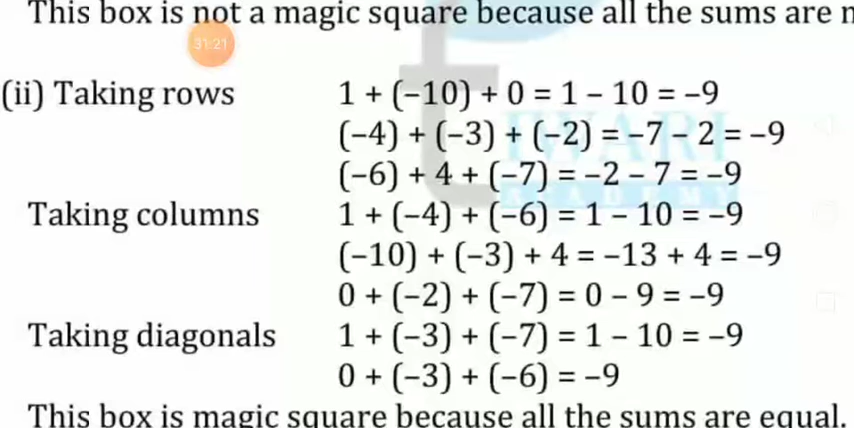 This box is not a magic square because all the sums are
31:21
(ii) Taking rows 1 + (−10) + 0 = 1 − 10 = −9
(−4) + (−3) + (−2) = −7 − 2 = −9
(−6) + 4 + (−7) = −2 − 7 = −9
Taking columns 1 + (−4) + (−6) = 1 − 10 = −9
(−10) + (−3) + 4 = −13 + 4 = −9
0 + (−2) + (−7) = 0 − 9 = −9
Taking diagonals 1 + (−3) + (−7) = 1 − 10 = −9
0 + (−3) + (−6) = −9
This box is magic square because all the sums are equal.